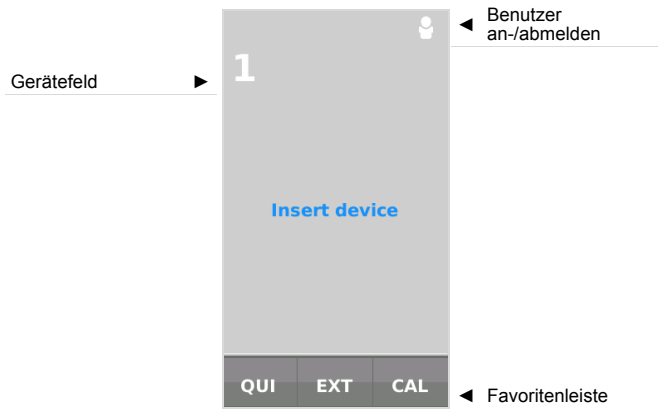 Benutzer
an-/abmelden
1
Gerätefeld
Insert device
QUI EXT CAL
Favoritenleiste